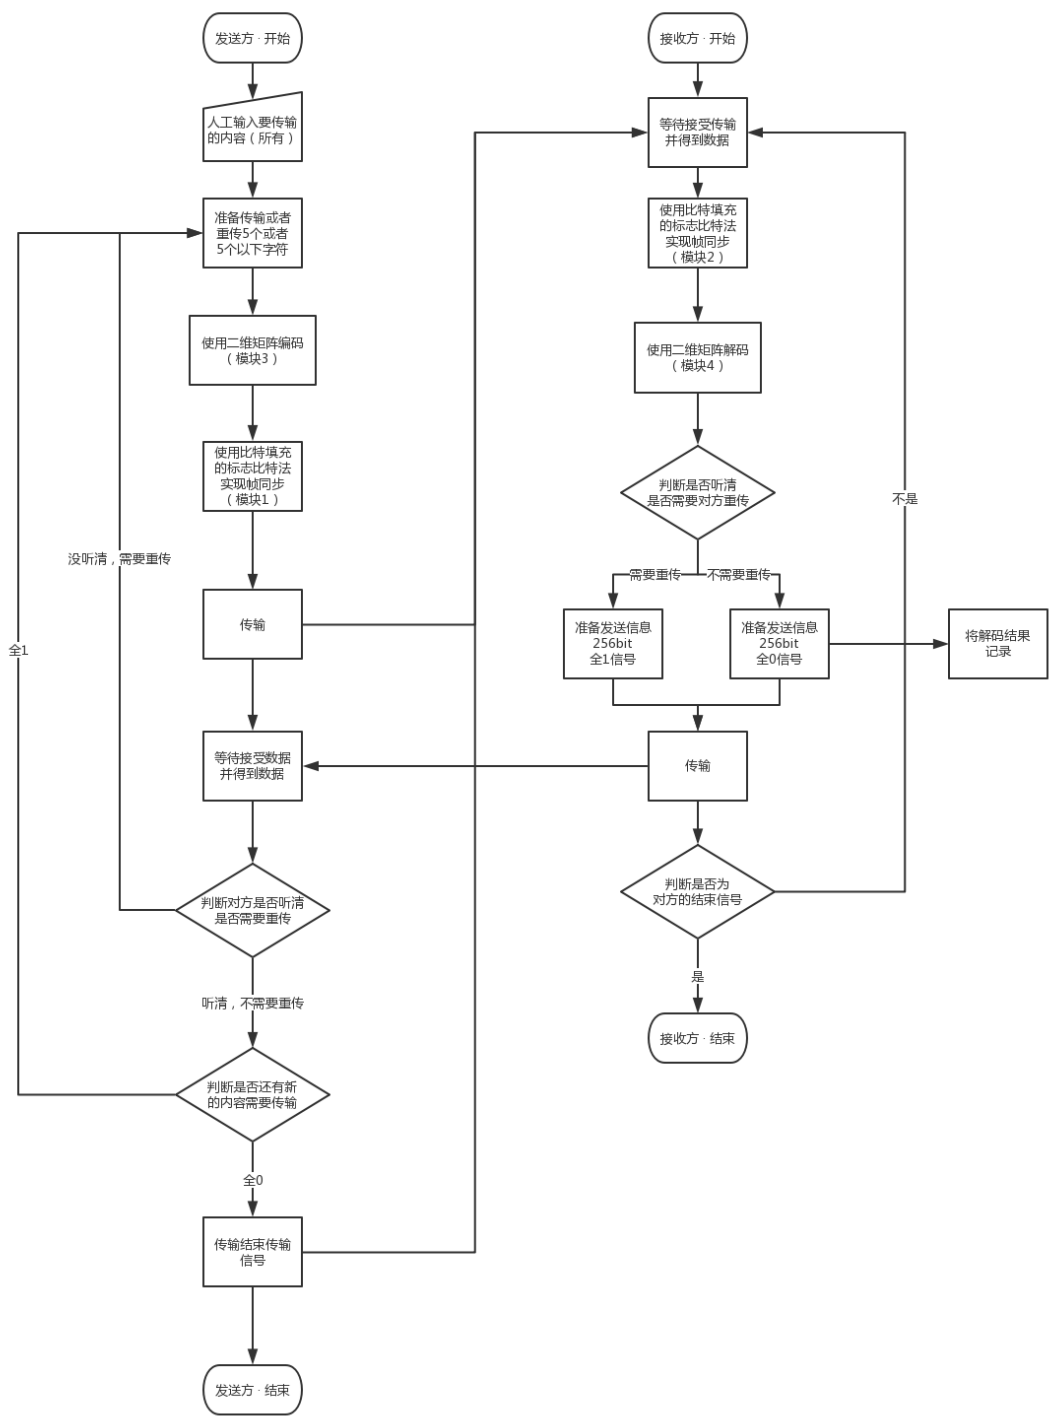 发送方 · 开始
人工输入要传输
的内容（所有）
准备传输或者
重传5个或者
5个以下字符
使用二维矩阵编码
（模块3）
使用比特填充
的标志比特法
实现帧同步
（模块1）
没听清，需要重传
传输
全1
等待接受数据
并得到数据
判断对方是否听清
是否需要重传
听清，不需要重传
判断是否还有新
的内容需要传输
全0
传输结束传输
信号
发送方 · 结束
接收方 · 开始
等待接受传输
并得到数据
使用比特填充
的标志比特法
实现帧同步
（模块2）
使用二维矩阵解码
（模块4）
判断是否听清
是否需要对方重传
不是
需要重传
不需要重传
准备发送信息
256bit
全1信号
准备发送信息
256bit
全0信号
将解码结果
记录
传输
判断是否为
对方的结束信号
是
接收方 · 结束